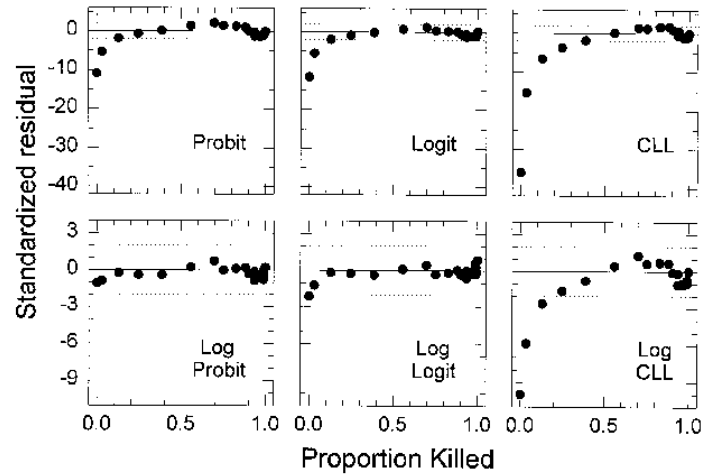 Standardized residual
0
-10
-20
-30
-40
Probit
Logit
CLL
3
0
-3
-6
-9
Log
Probit
Log
Logit
Log
CLL
0.0 0.5 1.0
0.0 0.5 1.0
0.0 0.5 1.0
Proportion Killed